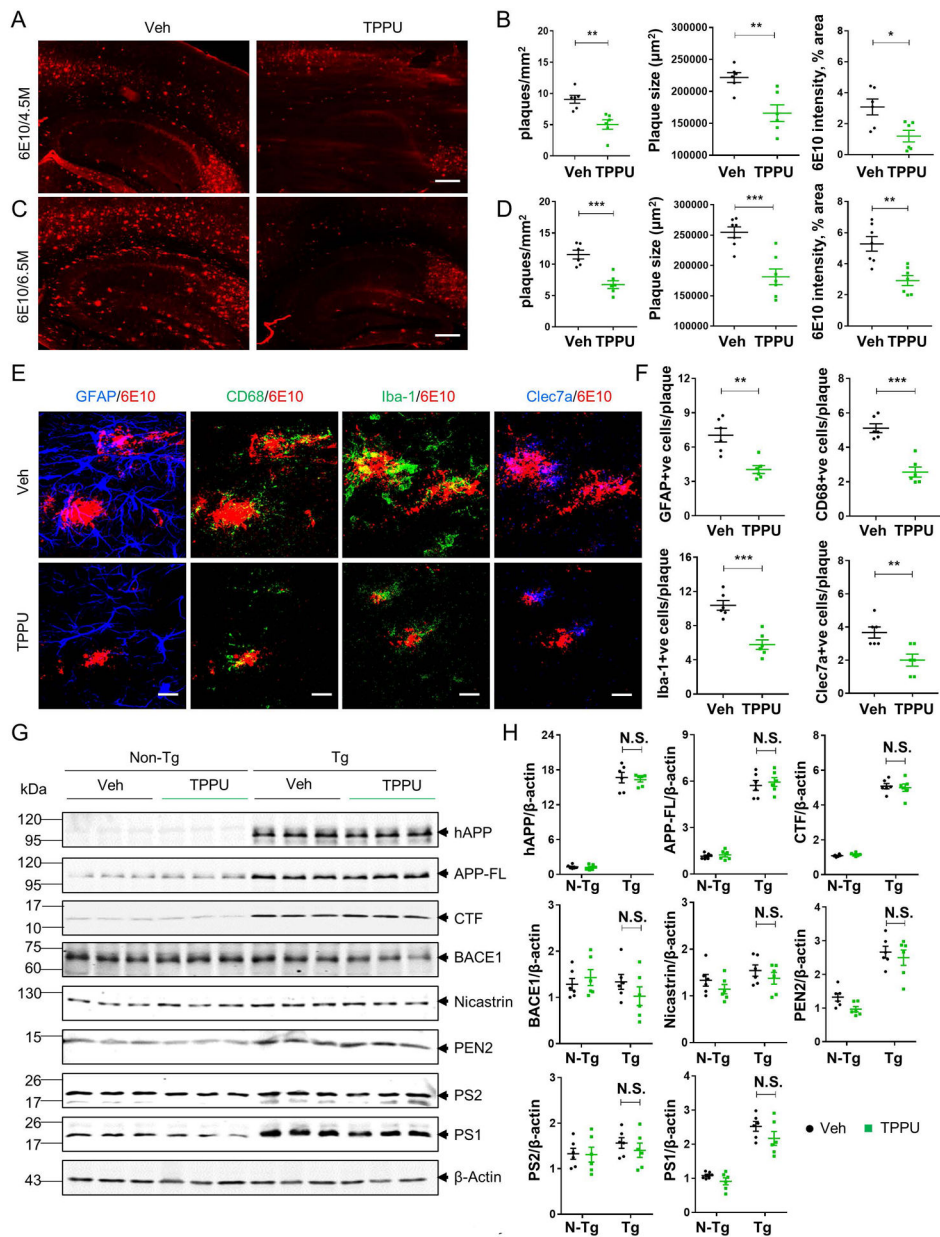 A
Veh
TPPU
6E10/4.5M
C
6E10/6.5M
B
plaques/mm²
20
15
10
5
0
**
Veh TPPU
Plaque size (µm²)
300000
250000
200000
150000
100000
**
Veh TPPU
6E10 intensity, % area
8
6
4
2
0
*
Veh TPPU
D
plaques/mm²
20
15
10
5
0
***
Veh TPPU
Plaque size (µm²)
300000
250000
200000
150000
100000
***
Veh TPPU
6E10 intensity, % area
8
6
4
2
0
**
Veh TPPU
E
GFAP/6E10
CD68/6E10
Iba-1/6E10
Clec7a/6E10
Veh
TPPU
F
GFAP+ve cells/plaque
12
9
6
3
0
**
Veh TPPU
CD68+ve cells/plaque
8
6
4
2
0
***
Veh TPPU
Iba-1+ve cells/plaque
16
12
8
4
0
***
Veh TPPU
Clec7a+ve cells/plaque
8
6
4
2
0
**
Veh TPPU
G
Non-Tg
Tg
kDa
Veh
TPPU
Veh
TPPU
120
95
hAPP
120
95
APP-FL
17
10
CTF
75
60
BACE1
130
Nicastrin
15
PEN2
26
17
PS2
26
17
PS1
43
β-Actin
H
hAPP/β-actin
24
18
12
6
0
N.S.
N-Tg
Tg
APP-FL/β-actin
9
6
3
0
N.S.
N-Tg
Tg
CTF/β-actin
8
6
4
2
0
N.S.
N-Tg
Tg
BACE1/β-actin
3
2
1
0
N.S.
N-Tg
Tg
Nicastrin/β-actin
3
2
1
0
N.S.
N-Tg
Tg
PEN2/β-actin
4
3
2
1
0
N.S.
N-Tg
Tg
PS2/β-actin
3
2
1
0
N.S.
N-Tg
Tg
PS1/β-actin
4
3
2
1
0
N.S.
N-Tg
Tg
Veh
TPPU